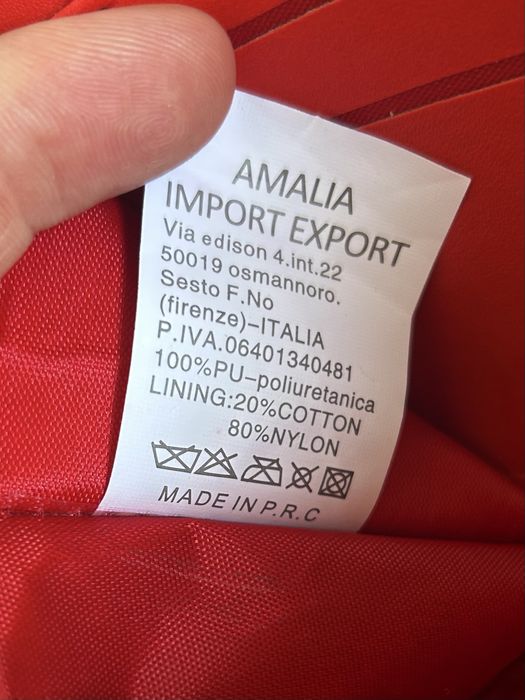 AMALIA
IMPORT EXPORT
Via edison 4.int.22
50019 osmannoro.
Sesto F.No
(firenze)-ITALIA
P.IVA.06401340481
100%PU-poliuretanica
LINING:20%COTTON
80%NYLON
MADE IN P.R.C